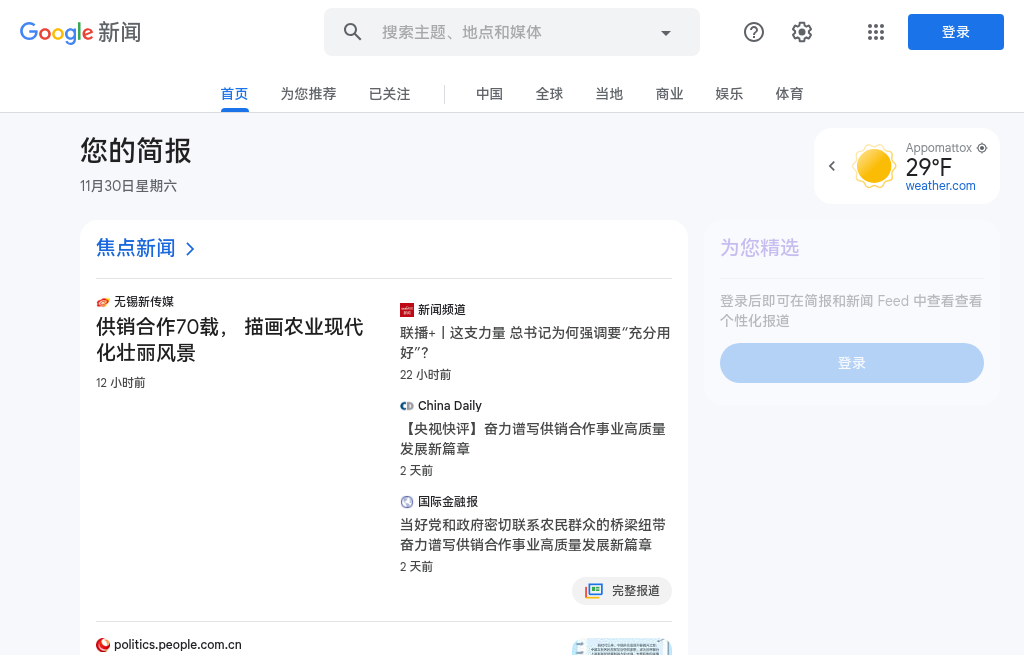 Google 新闻
搜索主题、地点和媒体
登录
首页
为您推荐
已关注
中国
全球
当地
商业
娱乐
体育
您的简报
11月30日星期六
Appomattox
29°F
weather.com
焦点新闻
无锡新传媒
供销合作70载， 描画农业现代
化壮丽风景
12 小时前
新闻频道
联播+丨这支力量 总书记为何强调要“充分用
好”？
22 小时前
China Daily
【央视快评】奋力谱写供销合作事业高质量
发展新篇章
2 天前
国际金融报
当好党和政府密切联系农民群众的桥梁纽带
奋力谱写供销合作事业高质量发展新篇章
2 天前
完整报道
politics.people.com.cn
为您精选
登录后即可在简报和新闻 Feed 中查看查看
个性化报道
登录